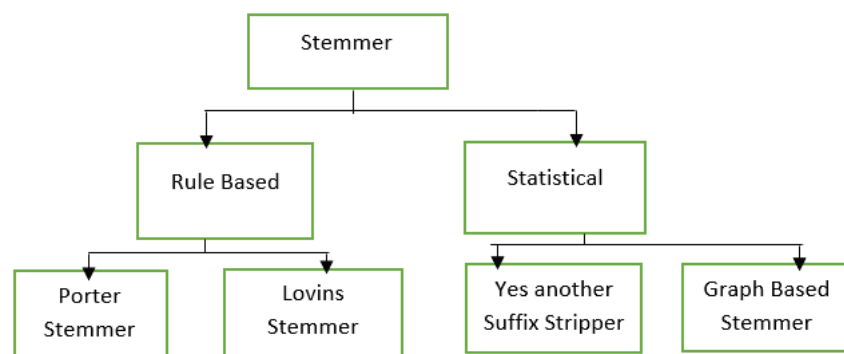 Stemmer
Rule Based
Statistical
Porter
Stemmer
Lovins
Stemmer
Yes another
Suffix Stripper
Graph Based
Stemmer